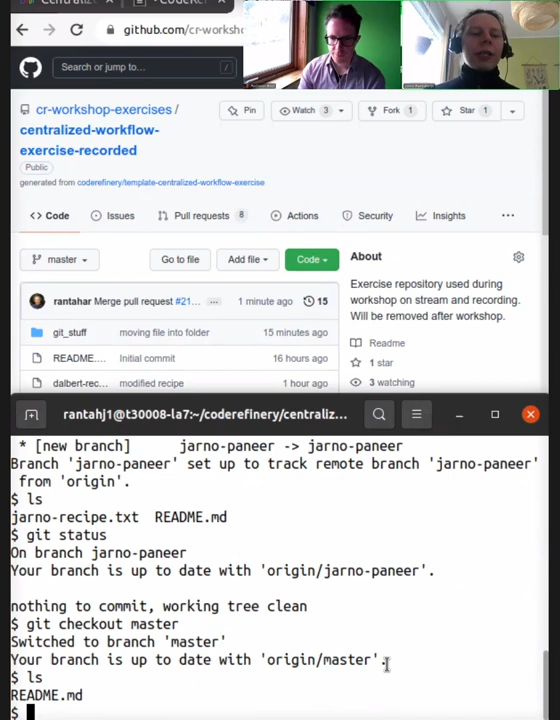 github.com/cr-worksh
Search or jump to...
/
cr-workshop-exercises /
centralized-workflow-
exercise-recorded
Public
generated from coderefinery/template-centralized-workflow-exercise
Pin
Watch 3
Fork 1
Star 1
Code
Issues
Pull requests 8
Actions
Security
Insights
master
Go to file
Add file
Code
About
rantahar Merge pull request #21...
1 minute ago
15
git_stuff
moving file into folder
15 minutes ago
README....
Initial commit
16 hours ago
dalbert-rec...
modified recipe
1 hour ago
Exercise repository used during
workshop on stream and recording.
Will be removed after workshop.
Readme
1 star
3 watching
rantahj1@t30008-la7:~/coderefinery/centraliz...
* [new branch]      jarno-paneer -> jarno-paneer
Branch 'jarno-paneer' set up to track remote branch 'jarno-paneer'
from 'origin'.
$ ls
jarno-recipe.txt  README.md
$ git status
On branch jarno-paneer
Your branch is up to date with 'origin/jarno-paneer'.
nothing to commit, working tree clean
$ git checkout master
Switched to branch 'master'
Your branch is up to date with 'origin/master'.
$ ls
README.md
$